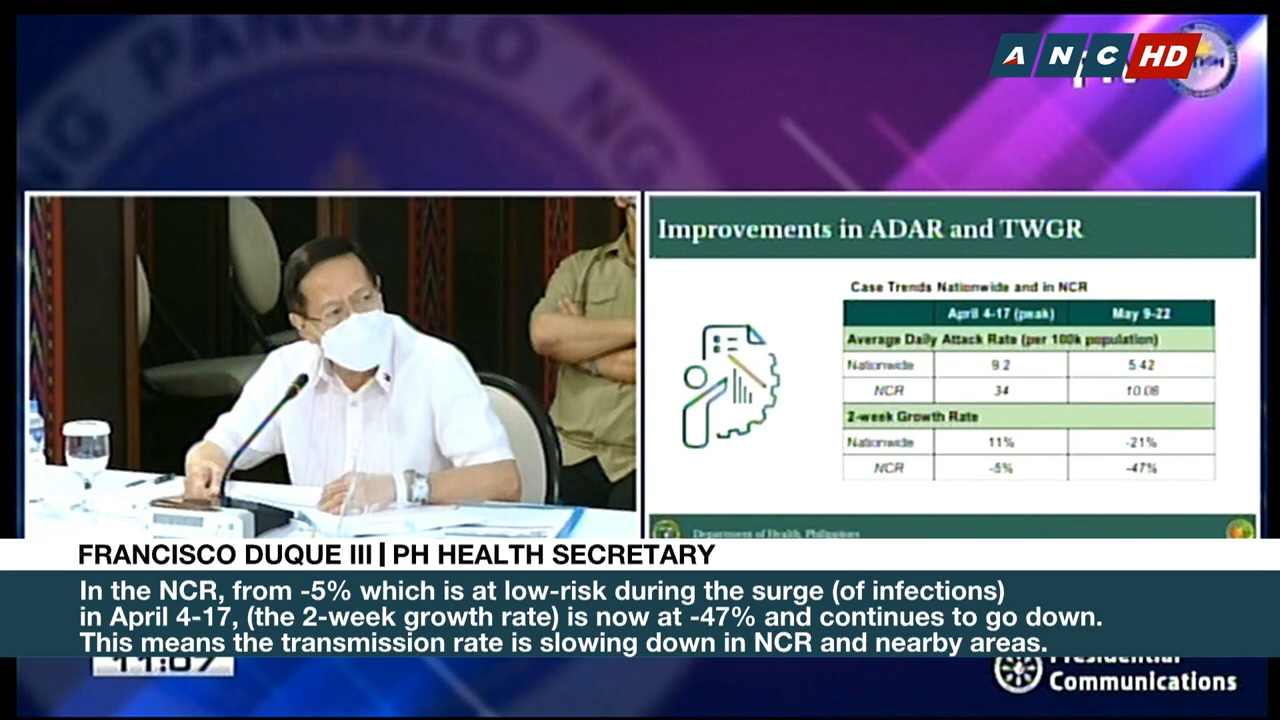 PANGULO NG
ANC HD
Improvements in ADAR and TWGR
Case Trends Nationwide and in NCR
April 4-17 (peak) May 9-22
Average Daily Attack Rate (per 100k population)
Nationwide 9.2 5.42
NCR 34 10.08
2-week Growth Rate
Nationwide 11% -21%
NCR -5% -47%
Department of Health, Philippines
FRANCISCO DUQUE III | PH HEALTH SECRETARY
In the NCR, from -5% which is at low-risk during the surge (of infections)
in April 4-17, (the 2-week growth rate) is now at -47% and continues to go down.
This means the transmission rate is slowing down in NCR and nearby areas.
11:07
Presidential
Communications